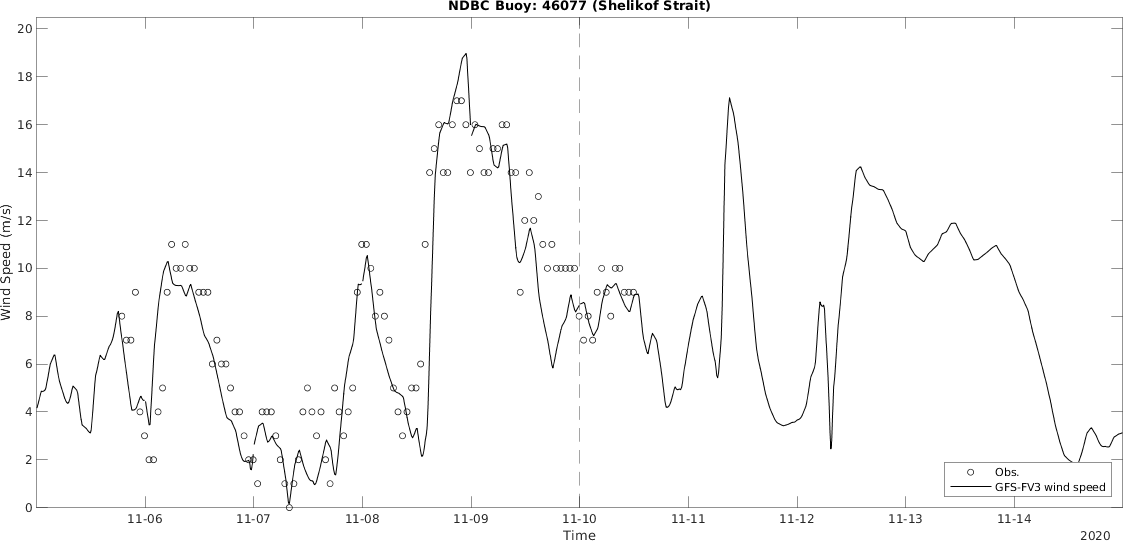 NDBC Buoy: 46077 (Shelikof Strait)
20
18
16
14
12
10
8
6
4
2
0
Wind Speed (m/s)
11-06 11-07 11-08 11-09 11-10 11-11 11-12 11-13 11-14
Time
2020
Obs.
GFS-FV3 wind speed